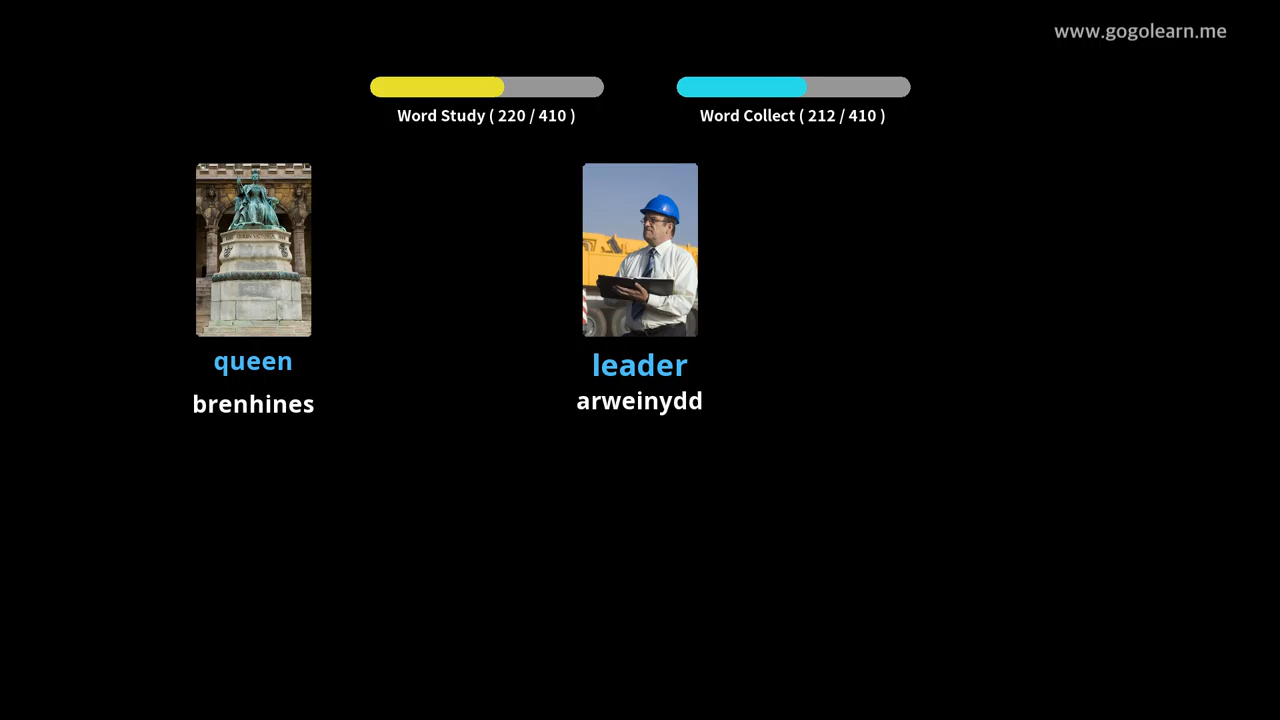 www.gogolearn.me
Word Study ( 220 / 410 )
Word Collect ( 212 / 410 )
queen
brenhines
leader
arweinydd